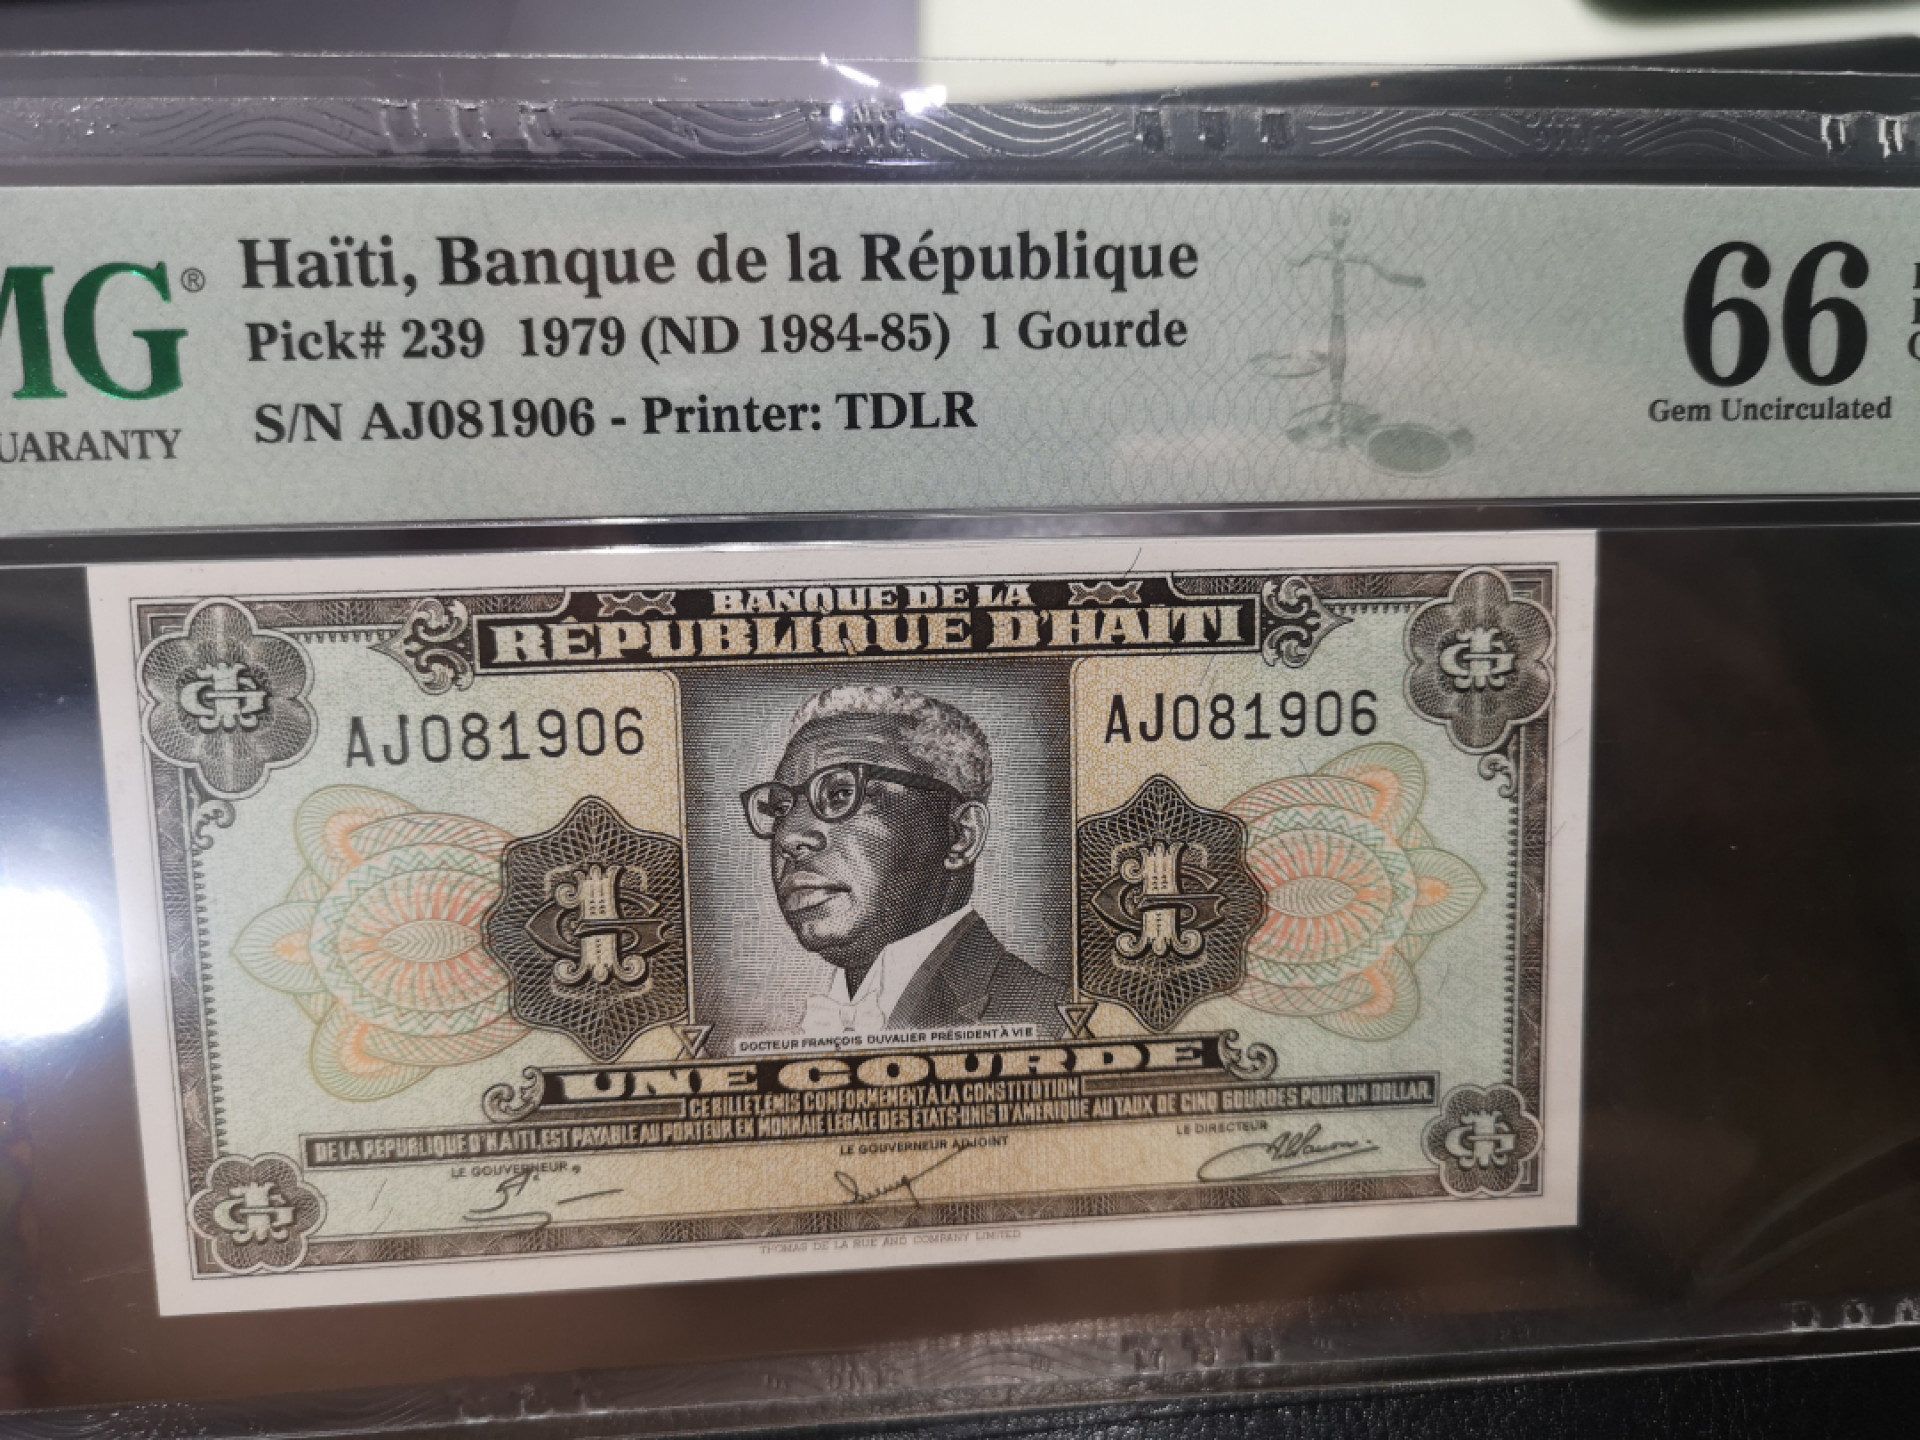 Haïti, Banque de la République
Pick# 239 1979 (ND 1984-85) 1 Gourde
S/N AJ081906 - Printer: TDLR
MG®
UARANTY
66
Gem Uncirculated
BANQUE DE LA
RÉPUBLIQUE D'HAÏTI
AJ081906
AJ081906
DOCTEUR FRANÇOIS DUVALIER PRÉSIDENT À VIE
UNE GOURDE
CE BILLET, EMIS CONFORMEMENT À LA CONSTITUTION
DE LA REPUBLIQUE D'HAITI, EST PAYABLE AU PORTEUR EN MONNAIE LEGALE DES ETATS-UNIS D'AMERIQUE AU TAUX DE CINQ GOURDES POUR UN DOLLAR.
LE GOUVERNEUR
LE GOUVERNEUR ADJOINT
LE DIRECTEUR
THOMAS DE LA RUE AND COMPANY LIMITED